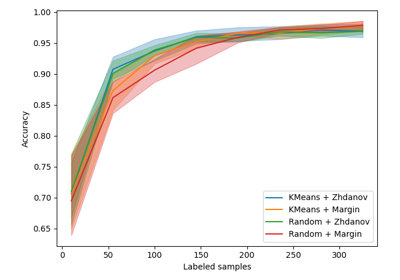 1.00
0.95
0.90
0.85
0.80
0.75
0.70
0.65
Accuracy
KMeans + Zhdanov
KMeans + Margin
Random + Zhdanov
Random + Margin
0 50 100 150 200 250 300
Labeled samples